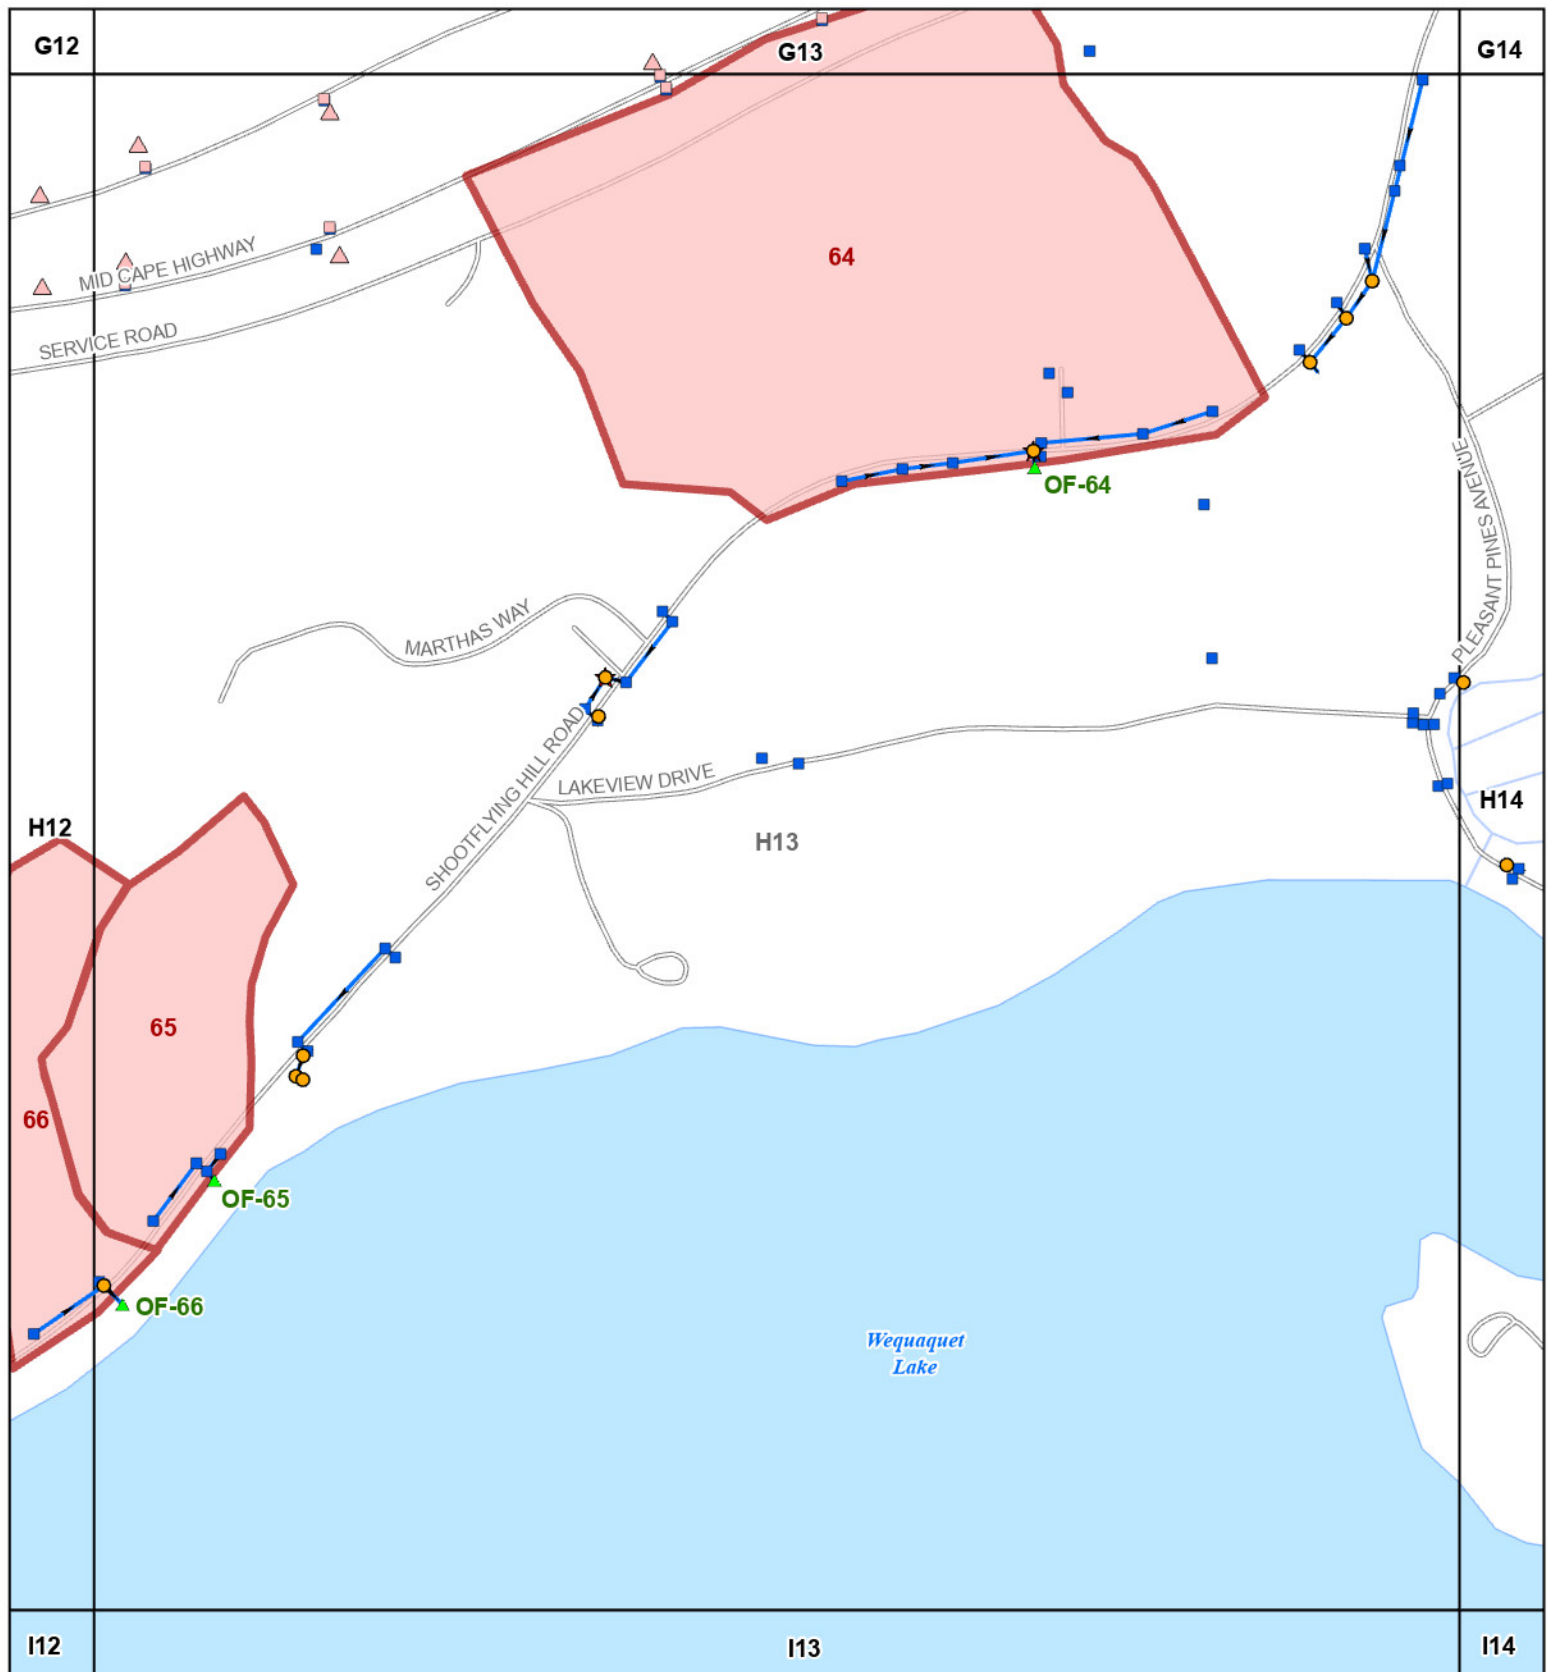 G12
G13
G14
MID CAPE HIGHWAY
64
SERVICE ROAD
OF-64
PLEASANT PINES AVENUE
MARTHAS WAY
SHOOTFLYING HILL ROAD
LAKEVIEW DRIVE
H12
H13
H14
65
66
OF-65
OF-66
Wequaquet
Lake
I12
I13
I14